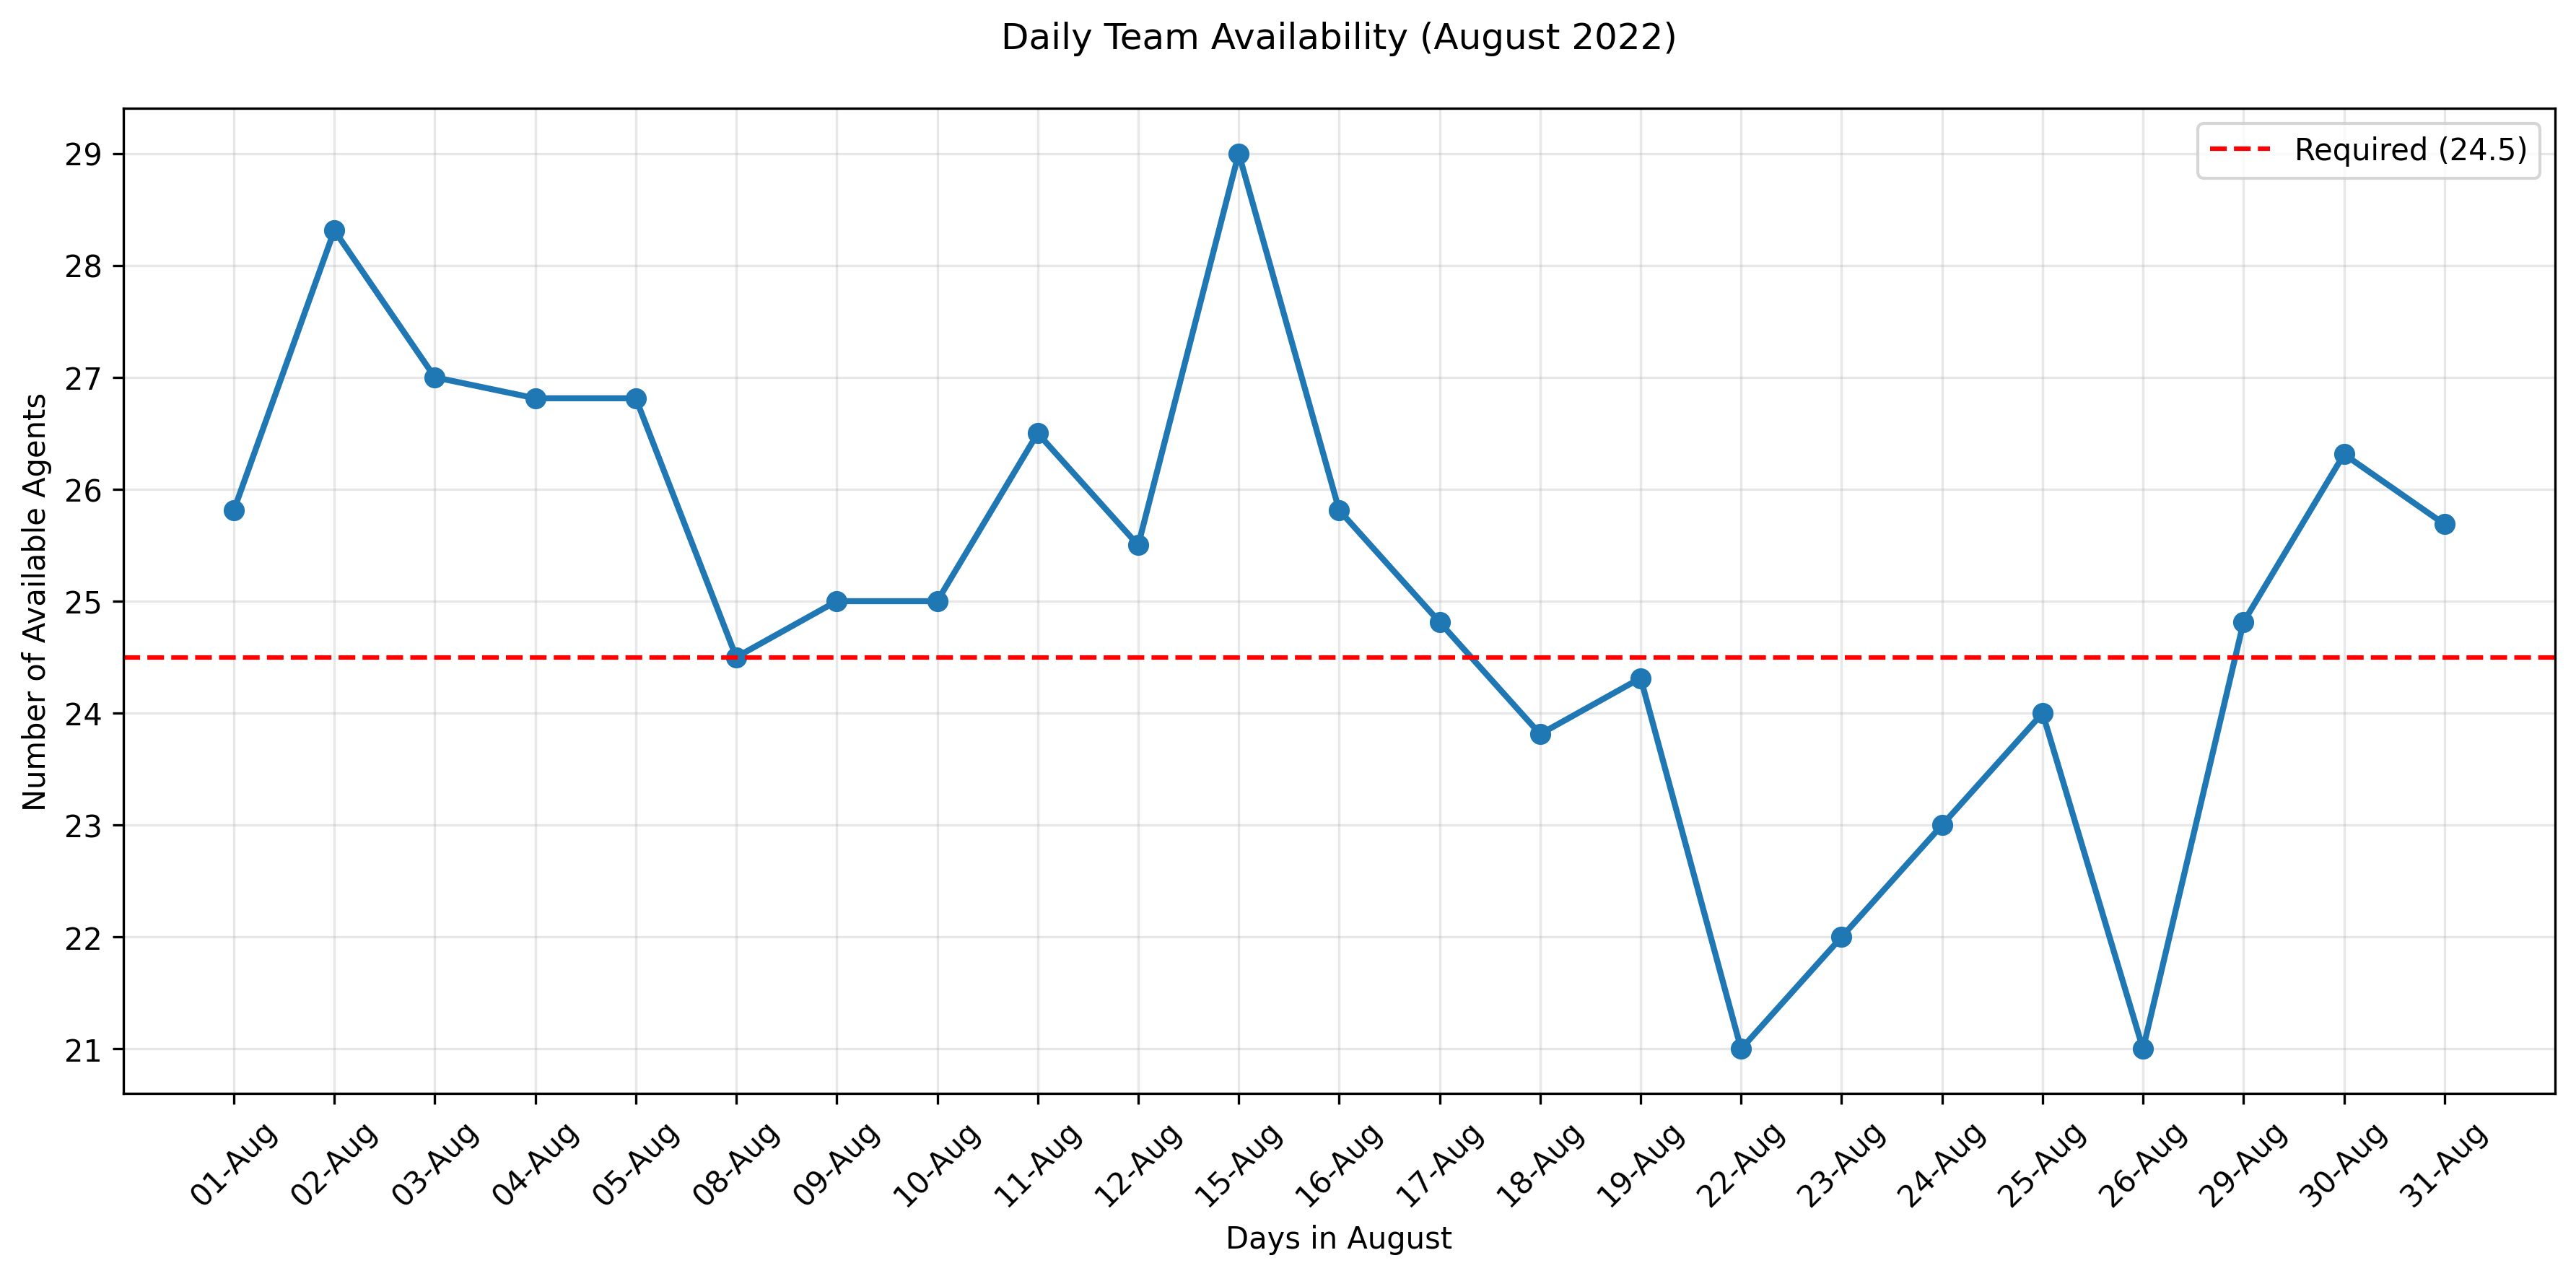 Daily Team Availability (August 2022)
Required (24.5)
Number of Available Agents
29
28
27
26
25
24
23
22
21
01-Aug
02-Aug
03-Aug
04-Aug
05-Aug
08-Aug
09-Aug
10-Aug
11-Aug
12-Aug
15-Aug
16-Aug
17-Aug
18-Aug
19-Aug
22-Aug
23-Aug
24-Aug
25-Aug
26-Aug
29-Aug
30-Aug
31-Aug
Days in August